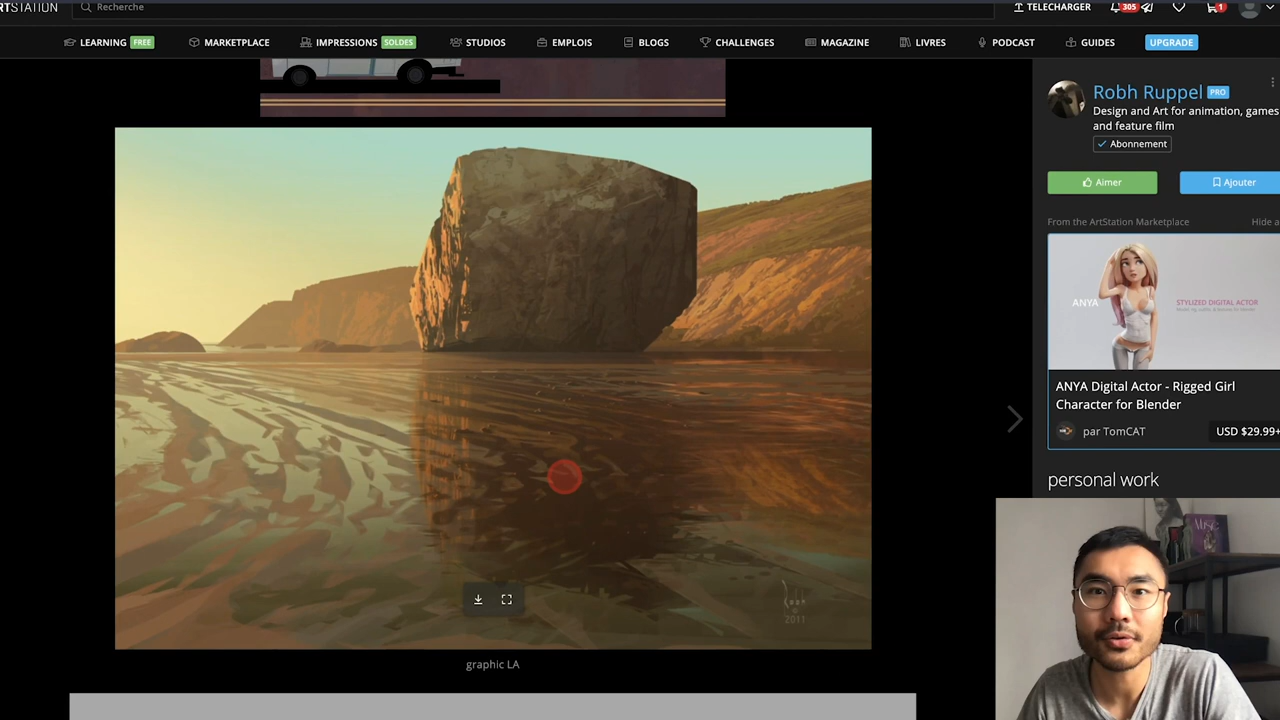 RTSTATION
Recherche
TELECHARGER
305
1
LEARNING FREE
MARKETPLACE
IMPRESSIONS SOLDES
STUDIOS
EMPLOIS
BLOGS
CHALLENGES
MAGAZINE
LIVRES
PODCAST
GUIDES
UPGRADE
Robh Ruppel PRO
Design and Art for animation, games
and feature film
Abonnement
Aimer
Ajouter
From the ArtStation Marketplace
Hide a
ANYA
STYLIZED DIGITAL ACTOR
ANYA Digital Actor - Rigged Girl
Character for Blender
par TomCAT
USD $29.99+
personal work
2011
graphic LA